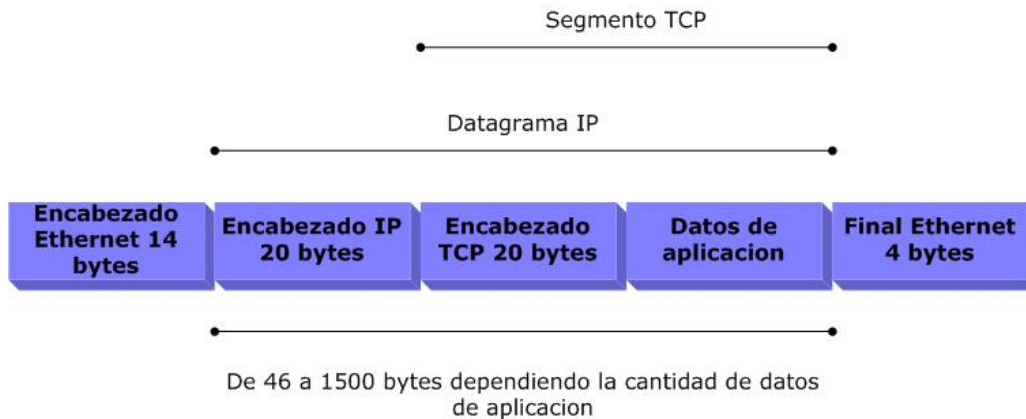 Segmento TCP
Datagrama IP
Encabezado
Ethernet 14
bytes
Encabezado IP
20 bytes
Encabezado
TCP 20 bytes
Datos de
aplicacion
Final Ethernet
4 bytes
De 46 a 1500 bytes dependiendo la cantidad de datos
de aplicacion